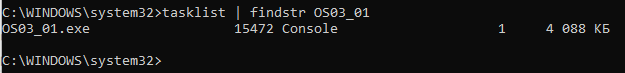 C:\WINDOWS\system32>tasklist | findstr OS03_01
OS03_01.exe                  15472 Console                    1      4 088 КБ
C:\WINDOWS\system32>